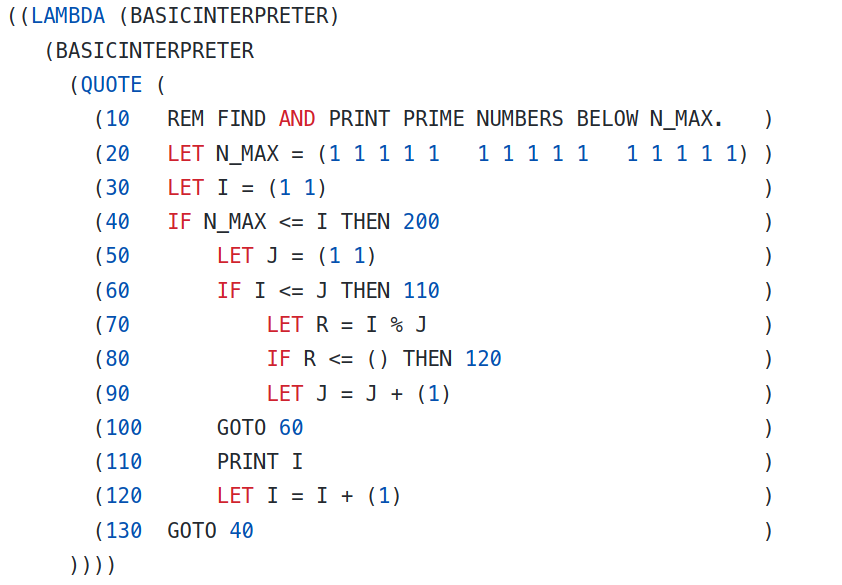 ((LAMBDA (BASICINTERPRETER)
   (BASICINTERPRETER
     (QUOTE (
       (10   REM FIND AND PRINT PRIME NUMBERS BELOW N_MAX.   )
       (20   LET N_MAX = (1 1 1 1 1   1 1 1 1 1   1 1 1 1 1) )
       (30   LET I = (1 1)                                   )
       (40   IF N_MAX <= I THEN 200                          )
       (50       LET J = (1 1)                               )
       (60       IF I <= J THEN 110                          )
       (70           LET R = I % J                           )
       (80           IF R <= () THEN 120                     )
       (90           LET J = J + (1)                         )
       (100      GOTO 60                                     )
       (110      PRINT I                                     )
       (120      LET I = I + (1)                             )
       (130  GOTO 40                                         )
     ))))